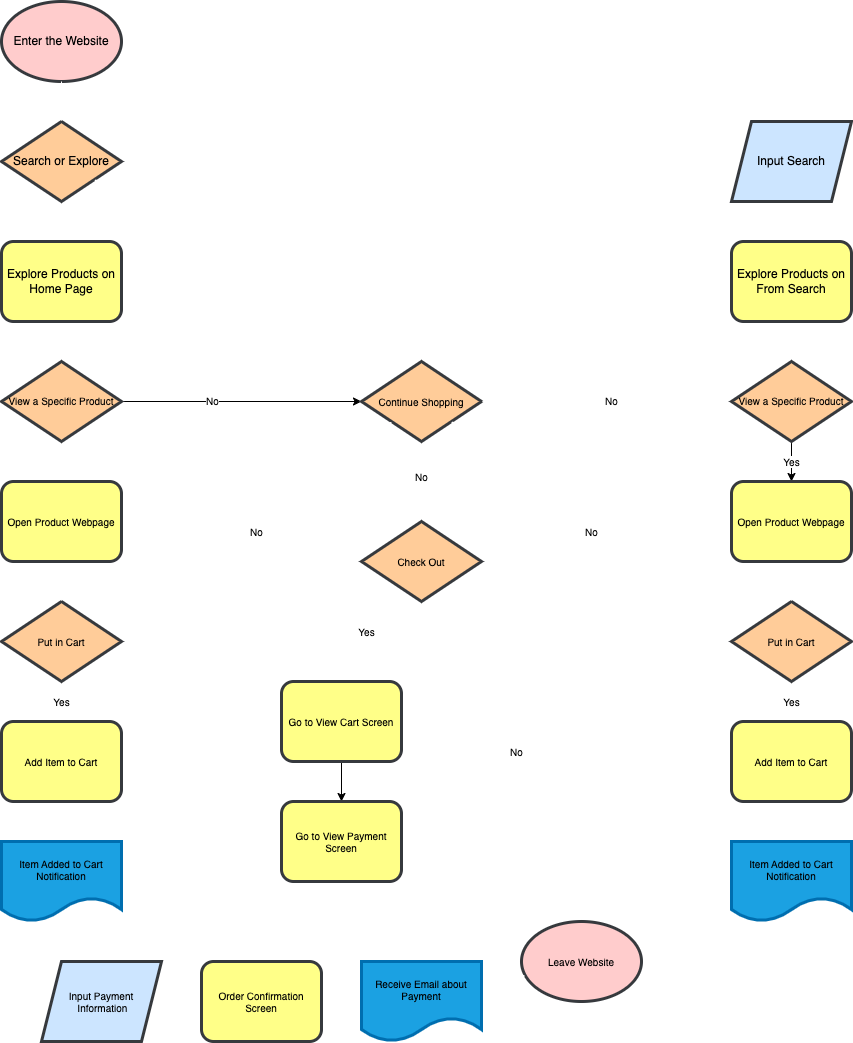 Enter the Website
Search or Explore
Input Search
Explore Products on
Home Page
Explore Products on
From Search
View a Specific Product
No
Continue Shopping
No
View a Specific Product
No
Yes
Open Product Webpage
No
Check Out
No
Open Product Webpage
Put in Cart
Yes
Put in Cart
Yes
Go to View Cart Screen
Yes
Add Item to Cart
No
Add Item to Cart
Go to View Payment
Screen
Item Added to Cart
Notification
Item Added to Cart
Notification
Input Payment
Information
Order Confirmation
Screen
Receive Email about
Payment
Leave Website